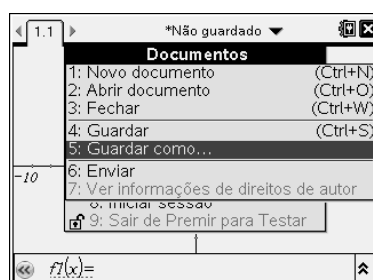 1.1 *Não guardado
Documentos
1: Novo documento (Ctrl+N)
2: Abrir documento (Ctrl+O)
3: Fechar (Ctrl+W)
4: Guardar (Ctrl+S)
5: Guardar como...
6: Enviar
7: Ver informações de direitos de autor
8: Iniciar sessão
9: Sair de Premir para Testar
-10
f1(x)=